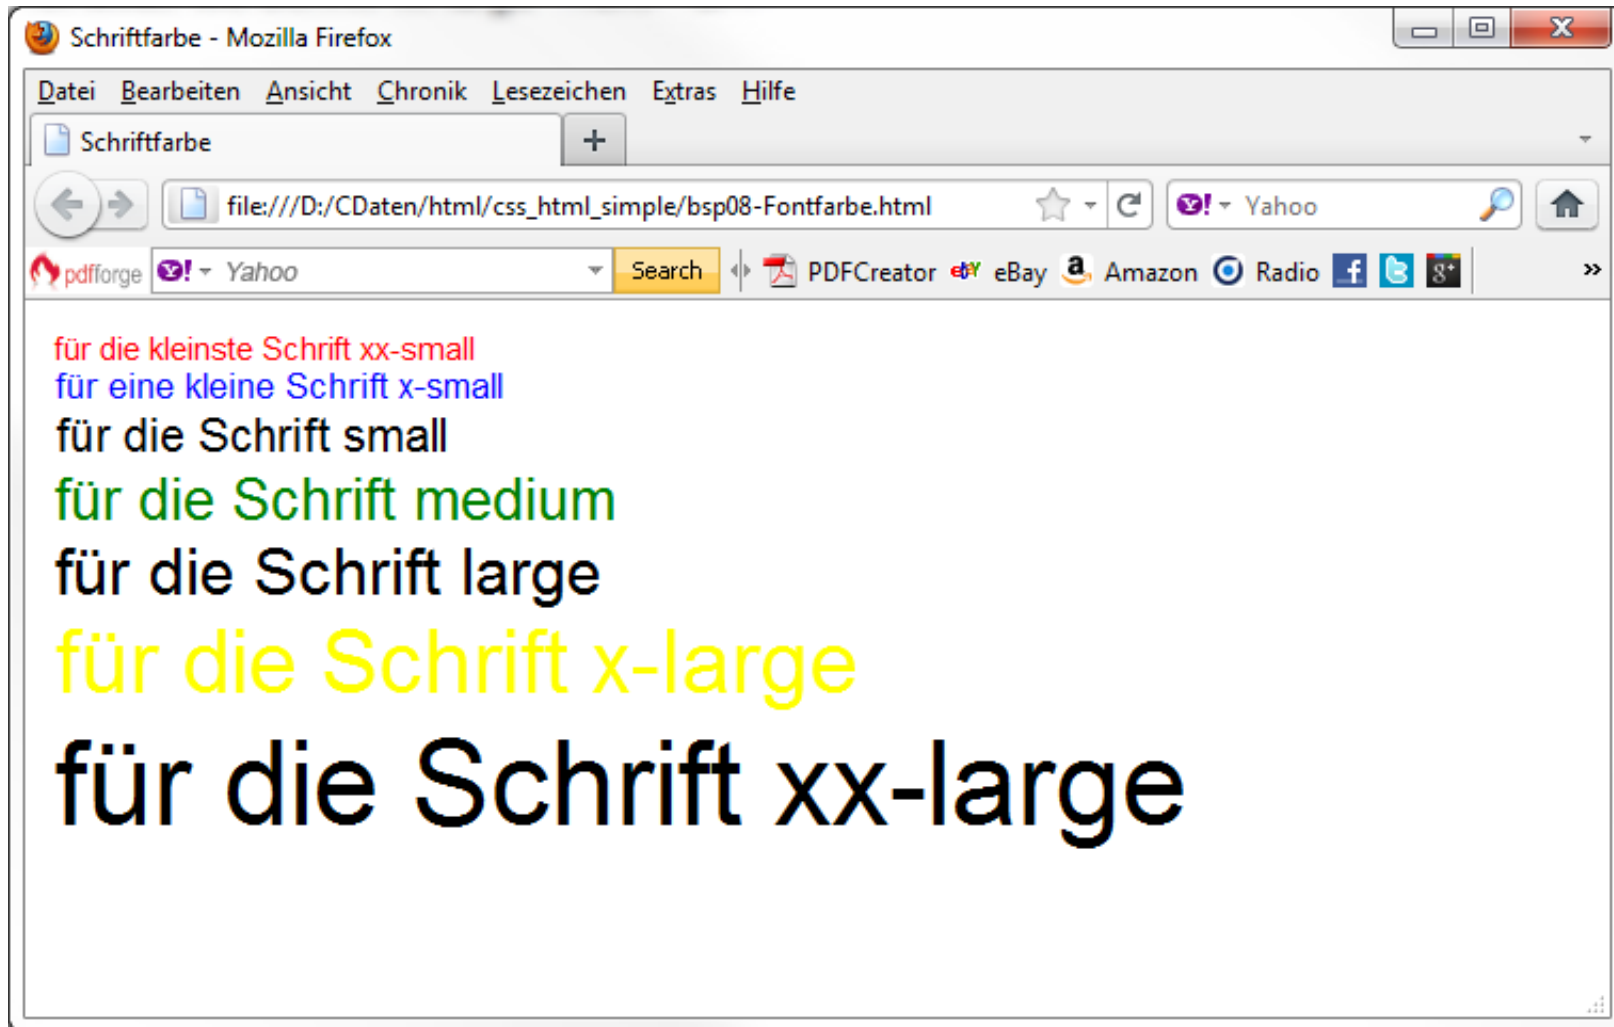 Schriftfarbe - Mozilla Firefox
Datei Bearbeiten Ansicht Chronik Lesezeichen Extras Hilfe
Schriftfarbe +
file:///D:/CDaten/html/css_html_simple/bsp08-Fontfarbe.html Y! Yahoo
pdfforge Y! Yahoo Search PDFCreator ebY eBay a Amazon Radio f g+ »
für die kleinste Schrift xx-small
für eine kleine Schrift x-small
für die Schrift small
für die Schrift medium
für die Schrift large
für die Schrift x-large
für die Schrift xx-large